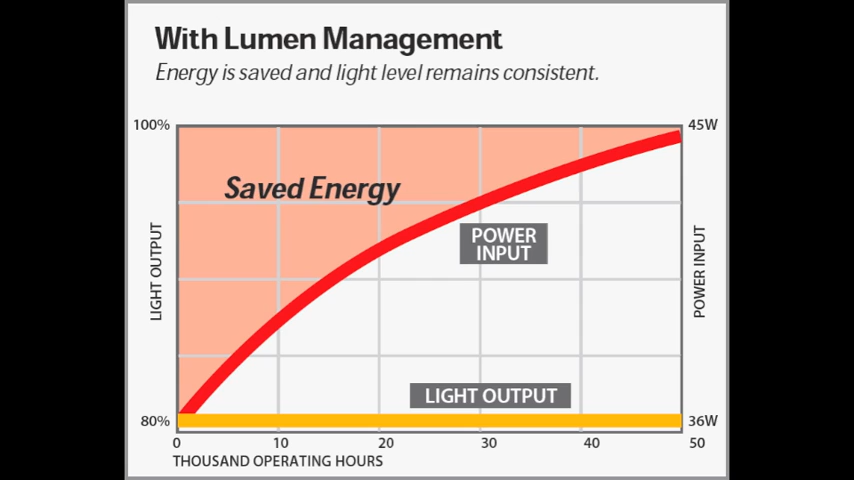 With Lumen Management
Energy is saved and light level remains consistent.
100%
45W
Saved Energy
LIGHT OUTPUT
POWER
INPUT
POWER INPUT
LIGHT OUTPUT
80%
36W
0 10 20 30 40 50
THOUSAND OPERATING HOURS